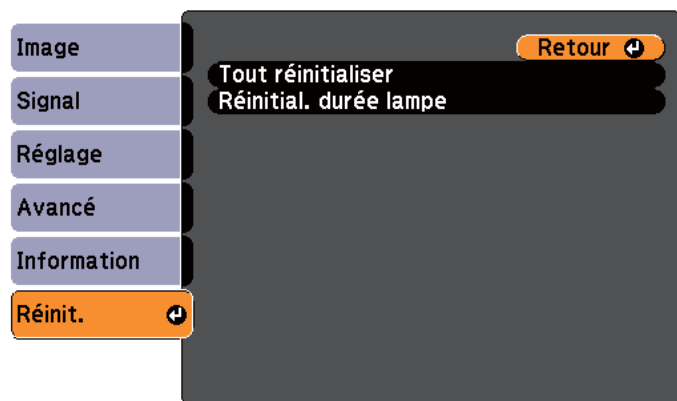 Image
Signal
Réglage
Avancé
Information
Réinit.
Retour
Tout réinitialiser
Réinitial. durée lampe